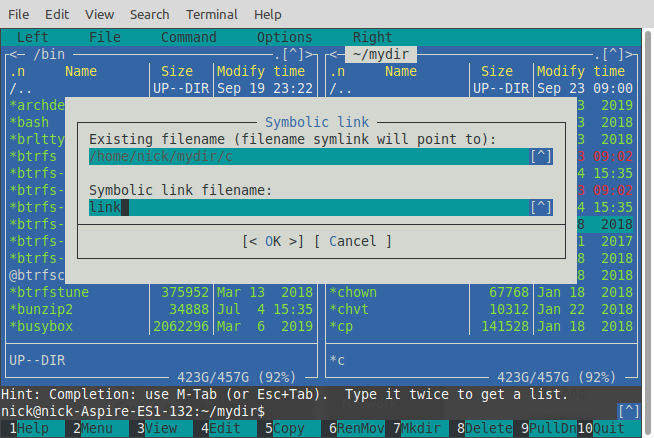 File Edit View Search Terminal Help
Left File Command Options Right
<— /bin .[^]> <— ~/mydir .[^]>
.n Name Size Modify time .n Name Size Modify time
/.. UP--DIR Sep 19 23:22 /.. UP--DIR Sep 23 09:00
*archde 3 2019
*bash 3 2018
*brltty 3 2018
*btrfs 3 09:02
*btrfs- 4 15:35
*btrfs- 3 09:02
*btrfs- 4 15:35
*btrfs- 8 2018
*btrfs- 1 2017
*btrfs- 8 2018
@btrfsc 8 2018
Symbolic link
Existing filename (filename symlink will point to):
/home/nick/mydir/c [^]
Symbolic link filename:
link [^]
[< OK >] [ Cancel ]
*btrfstune 375952 Mar 13 2018 *chown 67768 Jan 18 2018
*bunzip2 34888 Jul 4 15:35 *chvt 10312 Jan 22 2018
*busybox 2062296 Mar 6 2019 *cp 141528 Jan 18 2018
UP--DIR *c
423G/457G (92%) 423G/457G (92%)
Hint: Completion: use M-Tab (or Esc+Tab). Type it twice to get a list.
nick@nick-Aspire-ES1-132:~/mydir$ [^]
1Help 2Menu 3View 4Edit 5Copy 6RenMov 7Mkdir 8Delete 9PullDn 10Quit